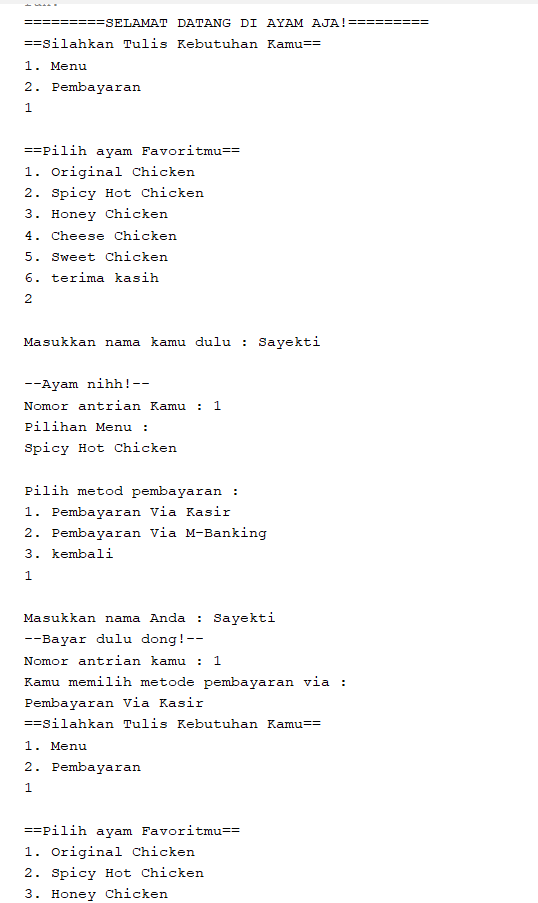 =========SELAMAT DATANG DI AYAM AJA!=========
==Silahkan Tulis Kebutuhan Kamu==
1. Menu
2. Pembayaran
1
==Pilih ayam Favoritmu==
1. Original Chicken
2. Spicy Hot Chicken
3. Honey Chicken
4. Cheese Chicken
5. Sweet Chicken
6. terima kasih
2
Masukkan nama kamu dulu : Sayekti
--Ayam nihh!--
Nomor antrian Kamu : 1
Pilihan Menu :
Spicy Hot Chicken
Pilih metod pembayaran :
1. Pembayaran Via Kasir
2. Pembayaran Via M-Banking
3. kembali
1
Masukkan nama Anda : Sayekti
--Bayar dulu dong!--
Nomor antrian kamu : 1
Kamu memilih metode pembayaran via :
Pembayaran Via Kasir
==Silahkan Tulis Kebutuhan Kamu==
1. Menu
2. Pembayaran
1
==Pilih ayam Favoritmu==
1. Original Chicken
2. Spicy Hot Chicken
3. Honey Chicken